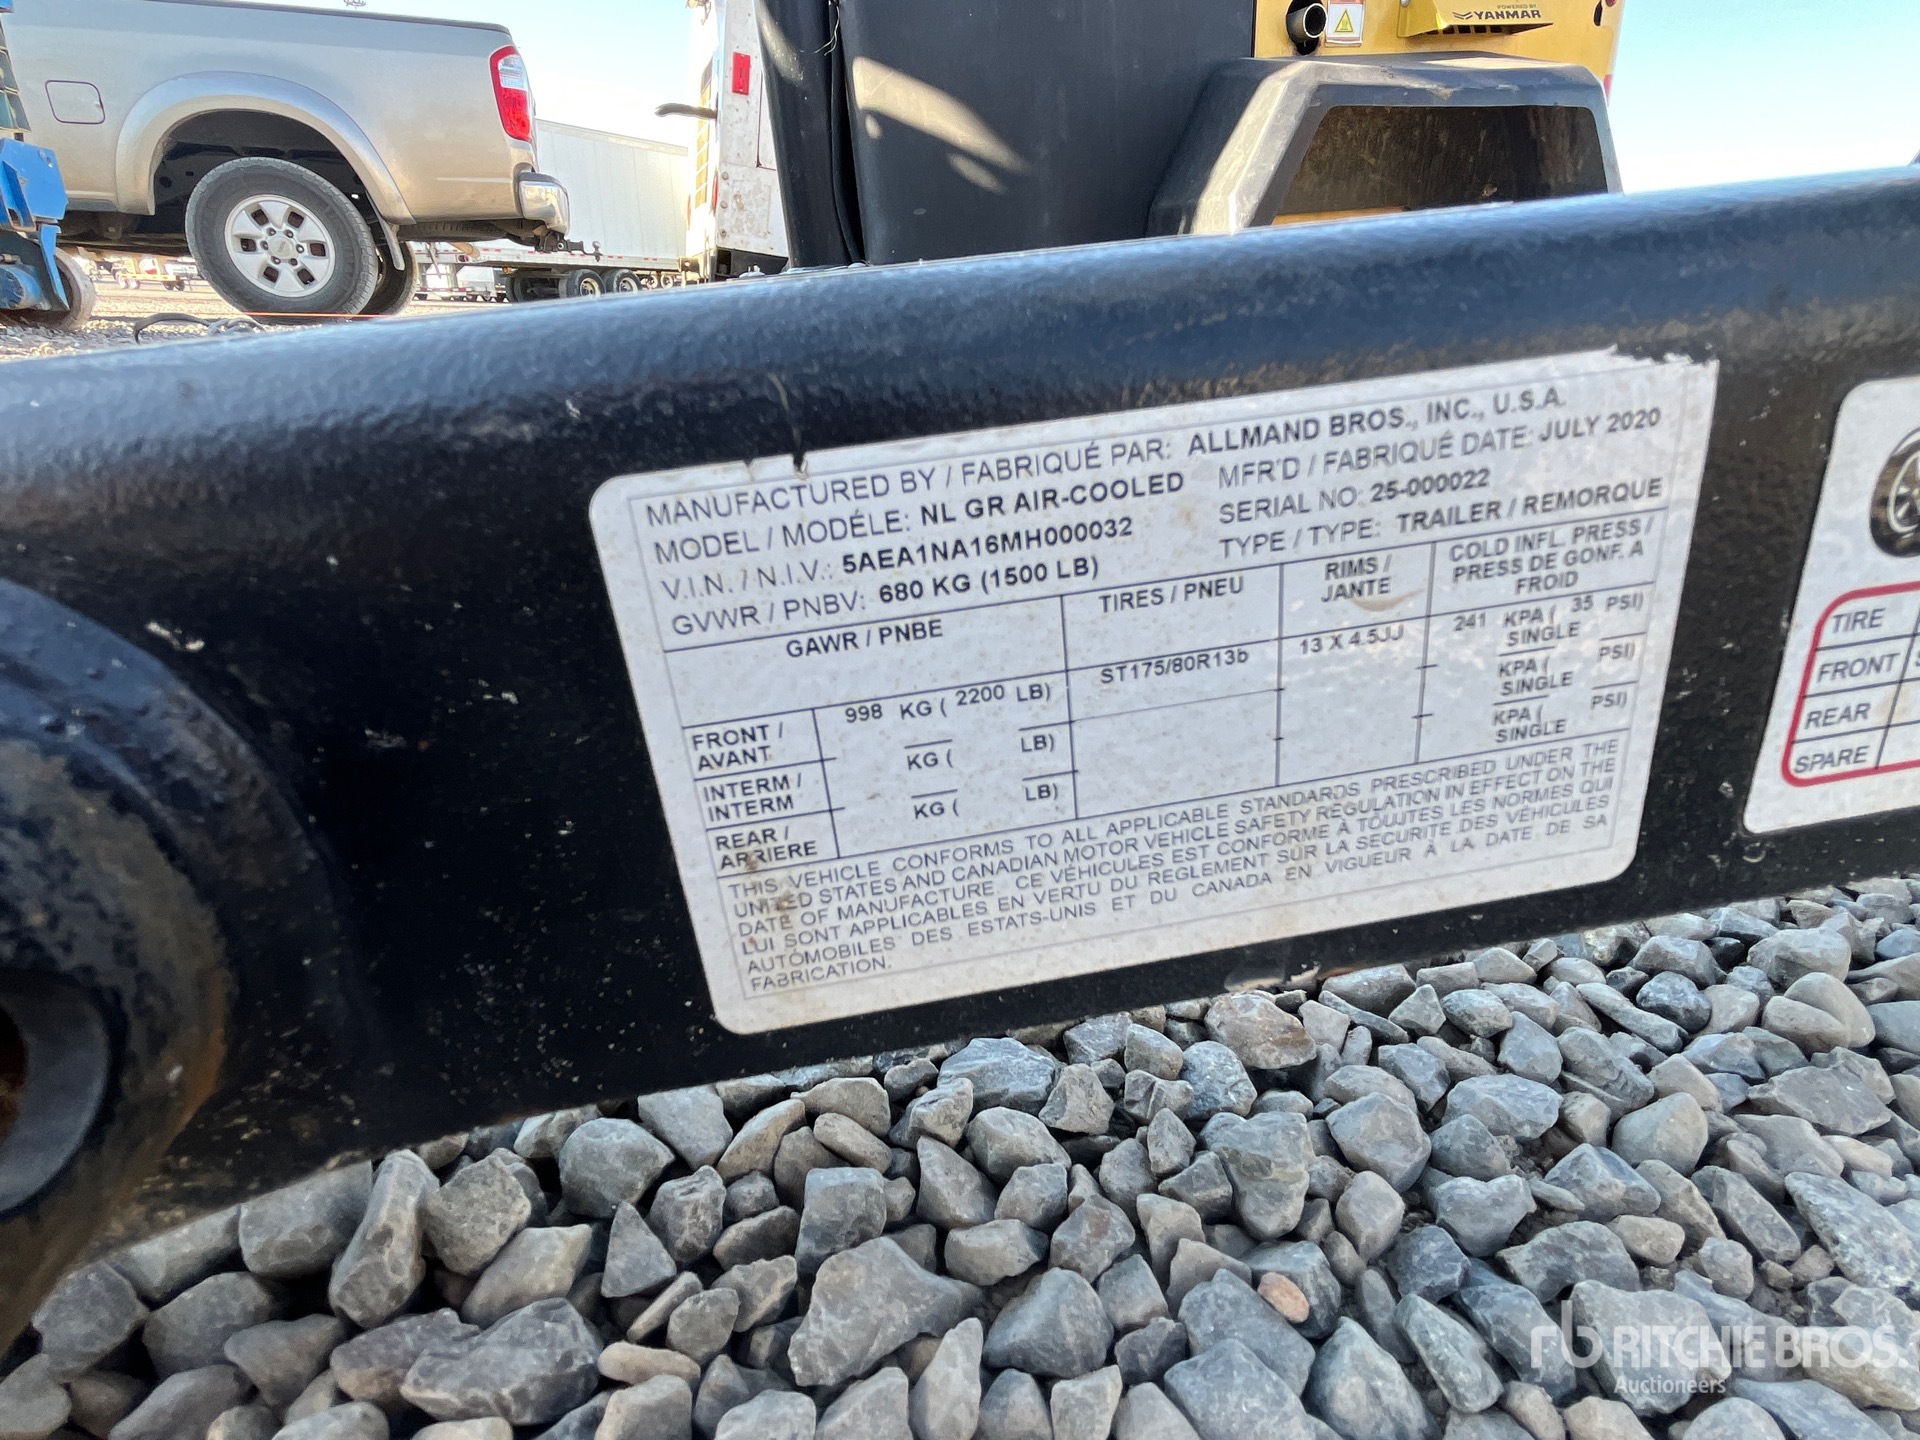 POWERED BY
YANMAR
MANUFACTURED BY / FABRIQUÉ PAR: ALLMAND BROS., INC., U.S.A.
MODEL / MODÉLE: NL GR AIR-COOLED MFR'D / FABRIQUÉ DATE: JULY 2020
V.I.N. / N.I.V.: 5AEA1NA16MH000032 SERIAL NO: 25-000022
GVWR / PNBV: 680 KG (1500 LB) TYPE / TYPE: TRAILER / REMORQUE
GAWR / PNBE TIRES / PNEU RIMS / JANTE COLD INFL. PRESS / PRESS DE GONF. A FROID
FRONT / AVANT 998 KG ( 2200 LB) ST175/80R13b 13 X 4.5JJ 241 KPA ( 35 PSI) SINGLE
INTERM / INTERM KG ( LB) KPA ( PSI) SINGLE
REAR / ARRIERE KG ( LB) KPA ( PSI) SINGLE
THIS VEHICLE CONFORMS TO ALL APPLICABLE STANDARDS PRESCRIBED UNDER THE
UNITED STATES AND CANADIAN MOTOR VEHICLE SAFETY REGULATION IN EFFECT ON THE
DATE OF MANUFACTURE. CE VÉHICULES EST CONFORME À TOUJTES LES NORMES QUI
LUI SONT APPLICABLES EN VERTU DU REGLEMENT SUR LA SECURITE DES VÉHICULES
AUTOMOBILES DES ESTATS-UNIS ET DU CANADA EN VIGUEUR À LA DATE DE SA
FABRICATION.
TIRE
FRONT
REAR
SPARE
rb RITCHIE BROS.
Auctioneers